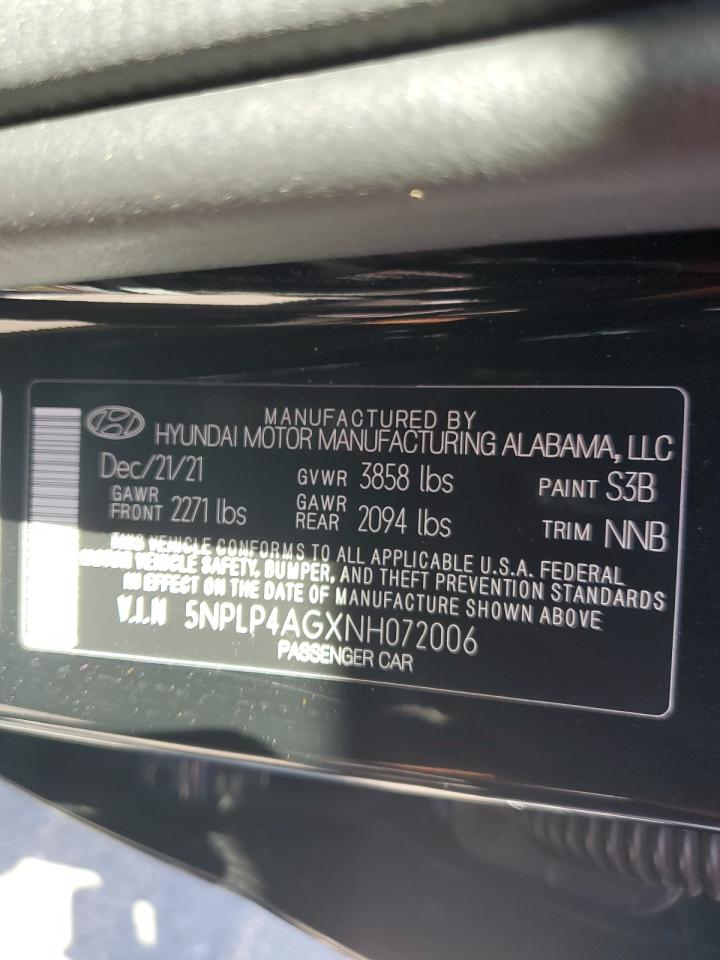 MANUFACTURED BY
HYUNDAI MOTOR MANUFACTURING ALABAMA, LLC
Dec/21/21 GVWR 3858 lbs PAINT S3B
GAWR FRONT 2271 lbs GAWR REAR 2094 lbs TRIM NNB
THIS VEHICLE CONFORMS TO ALL APPLICABLE U.S.A. FEDERAL
MOTOR VEHICLE SAFETY, BUMPER, AND THEFT PREVENTION STANDARDS
IN EFFECT ON THE DATE OF MANUFACTURE SHOWN ABOVE
V.I.N 5NPLP4AGXNH072006
PASSENGER CAR